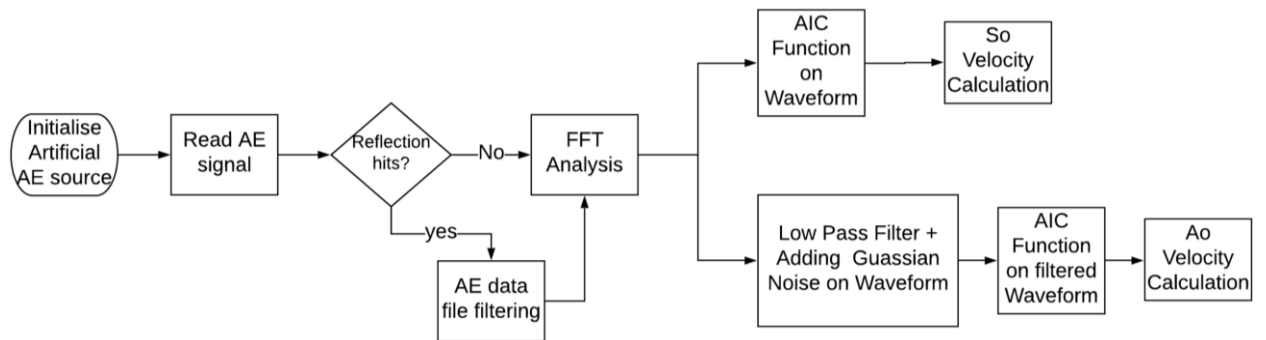 Initialise
Artificial
AE source
Read AE
signal
Reflection
hits?
No
yes
AE data
file filtering
FFT
Analysis
AIC
Function
on
Waveform
So
Velocity
Calculation
Low Pass Filter +
Adding Guassian
Noise on Waveform
AIC
Function
on filtered
Waveform
Ao
Velocity
Calculation